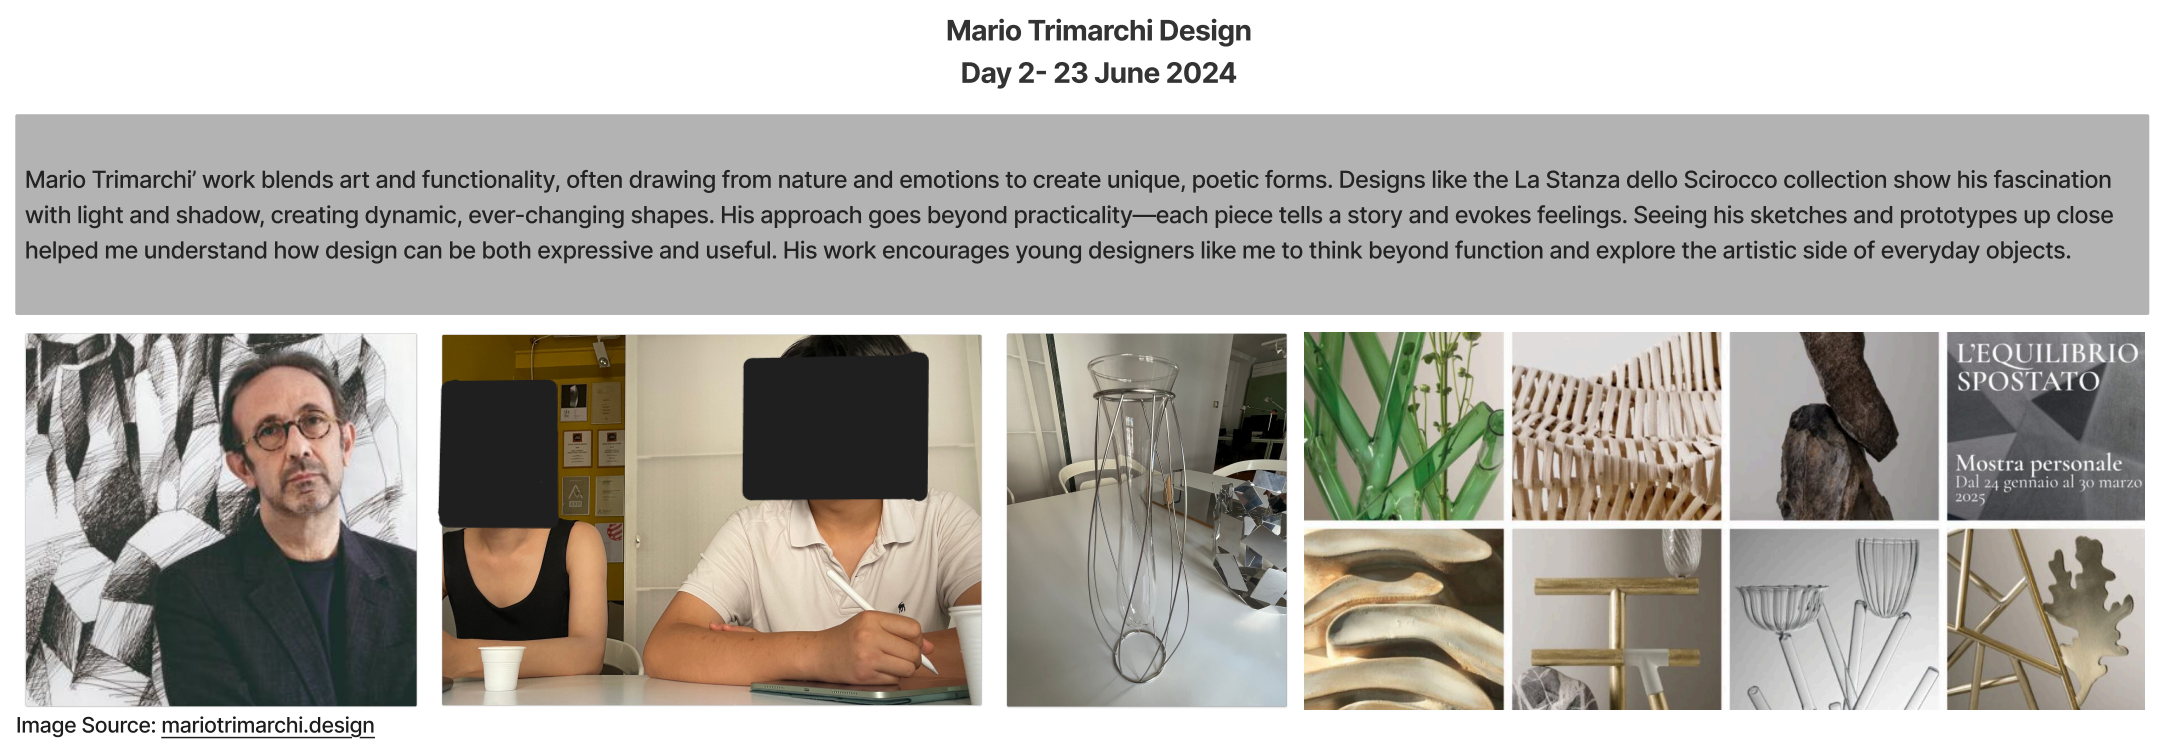 Mario Trimarchi Design
Day 2- 23 June 2024
Mario Trimarchi’ work blends art and functionality, often drawing from nature and emotions to create unique, poetic forms. Designs like the La Stanza dello Scirocco collection show his fascination
with light and shadow, creating dynamic, ever-changing shapes. His approach goes beyond practicality—each piece tells a story and evokes feelings. Seeing his sketches and prototypes up close
helped me understand how design can be both expressive and useful. His work encourages young designers like me to think beyond function and explore the artistic side of everyday objects.
L'EQUILIBRIO
SPOSTATO
Mostra personale
Dal 24 gennaio al 30 marzo
2025
Image Source: mariotrimarchi.design